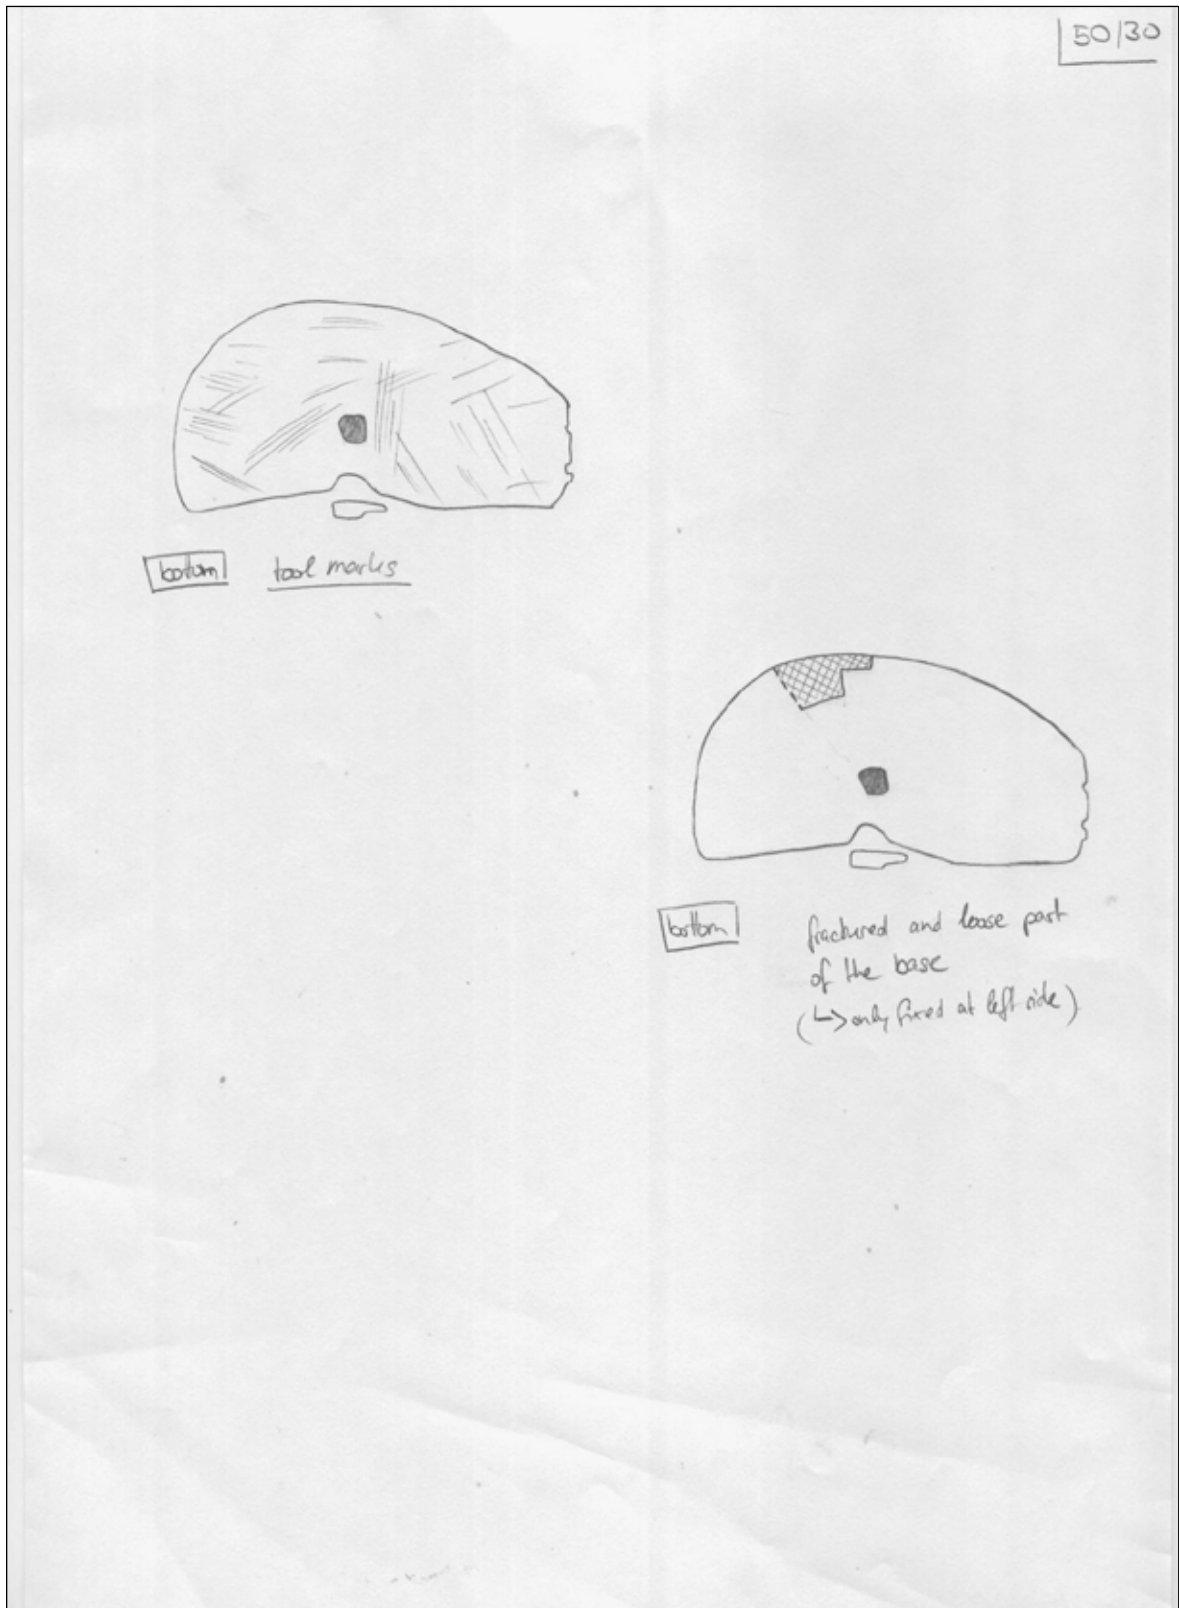 50/30
bottom tool marks
bottom fractured and loose part
of the base
(↳ only fixed at left side)